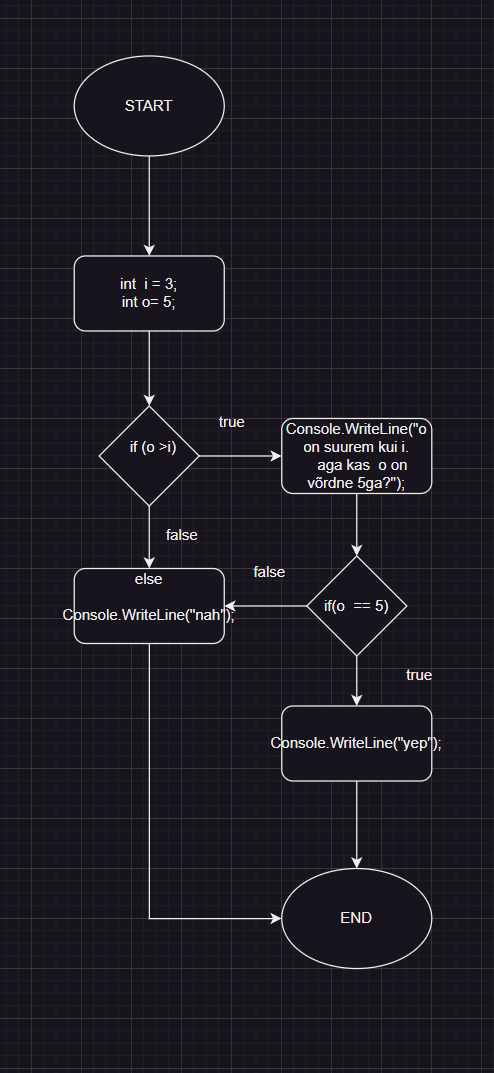 START
int  i = 3;
int o= 5;
if (o >i)
true
Console.WriteLine("o
on suurem kui i.
aga kas  o on
võrdne 5ga?");
false
else
Console.WriteLine("nah");
false
if(o  == 5)
true
Console.WriteLine("yep");
END